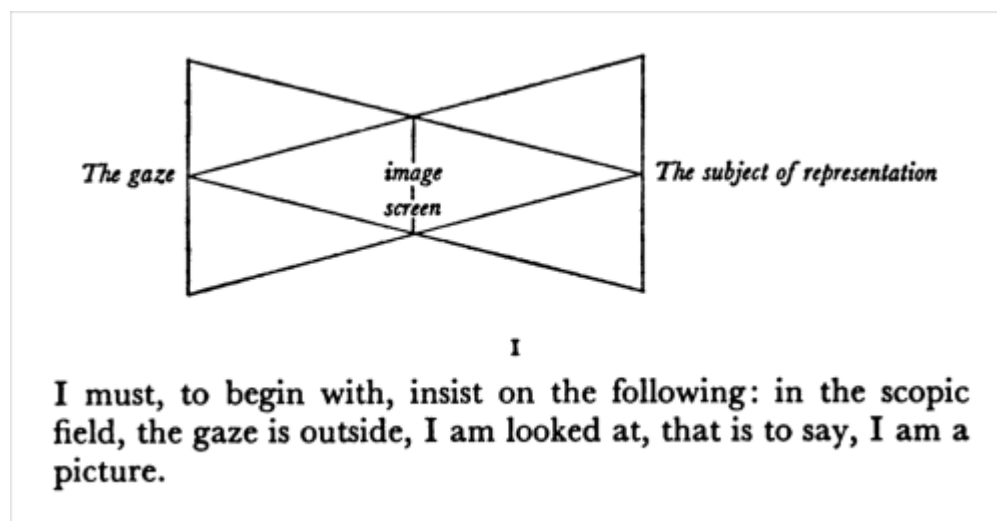 The gaze
image
screen
The subject of representation
I
I must, to begin with, insist on the following: in the scopic
field, the gaze is outside, I am looked at, that is to say, I am a
picture.